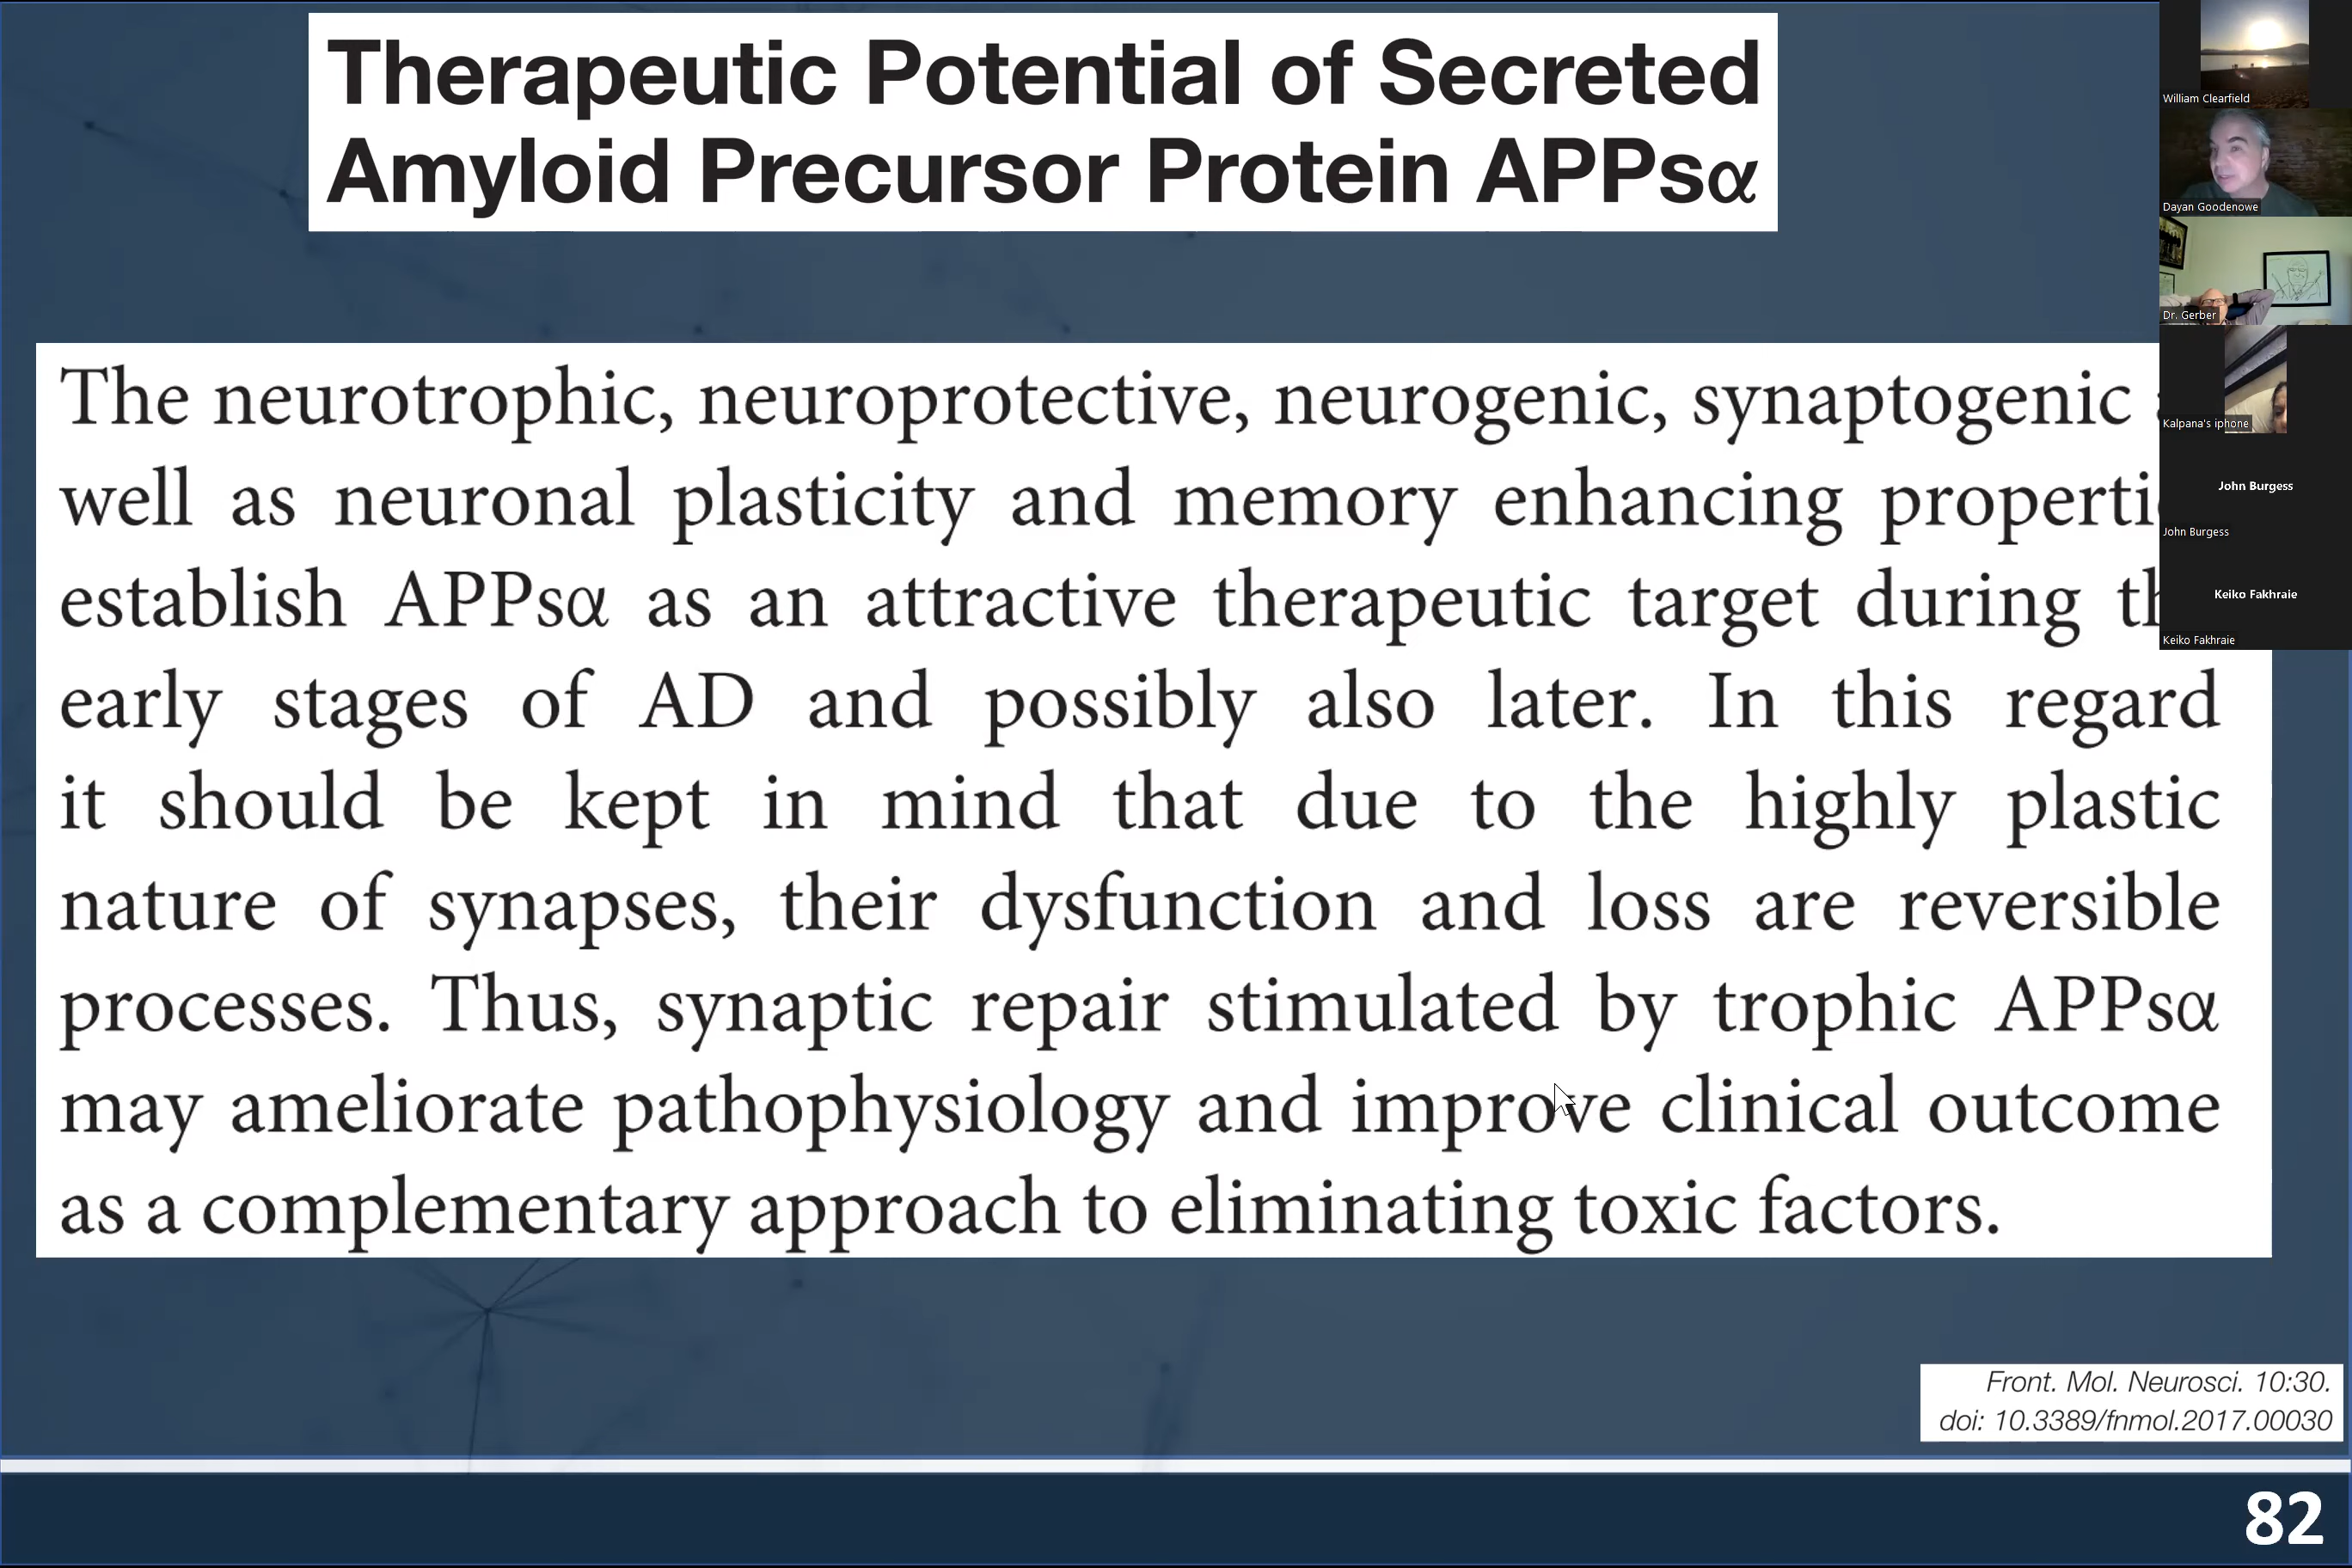 Therapeutic Potential of Secreted
Amyloid Precursor Protein APPsα
The neurotrophic, neuroprotective, neurogenic, synaptogenic
well as neuronal plasticity and memory enhancing
establish APPsα as an attractive therapeutic target during
early stages of AD and possibly also later. In this regard
it should be kept in mind that due to the highly plastic
nature of synapses, their dysfunction and loss are reversible
processes. Thus, synaptic repair stimulated by trophic APPsα
may ameliorate pathophysiology and improve clinical outcome
as a complementary approach to eliminating toxic factors.
Front. Mol. Neurosci. 10:30.
doi: 10.3389/fnmol.2017.00030
82
William Clearfield
Dayan Goodenowe
Dr. Gerber
Kalpana's iphone
John Burgess
John Burgess
Keiko Fakhraie
Keiko Fakhraie